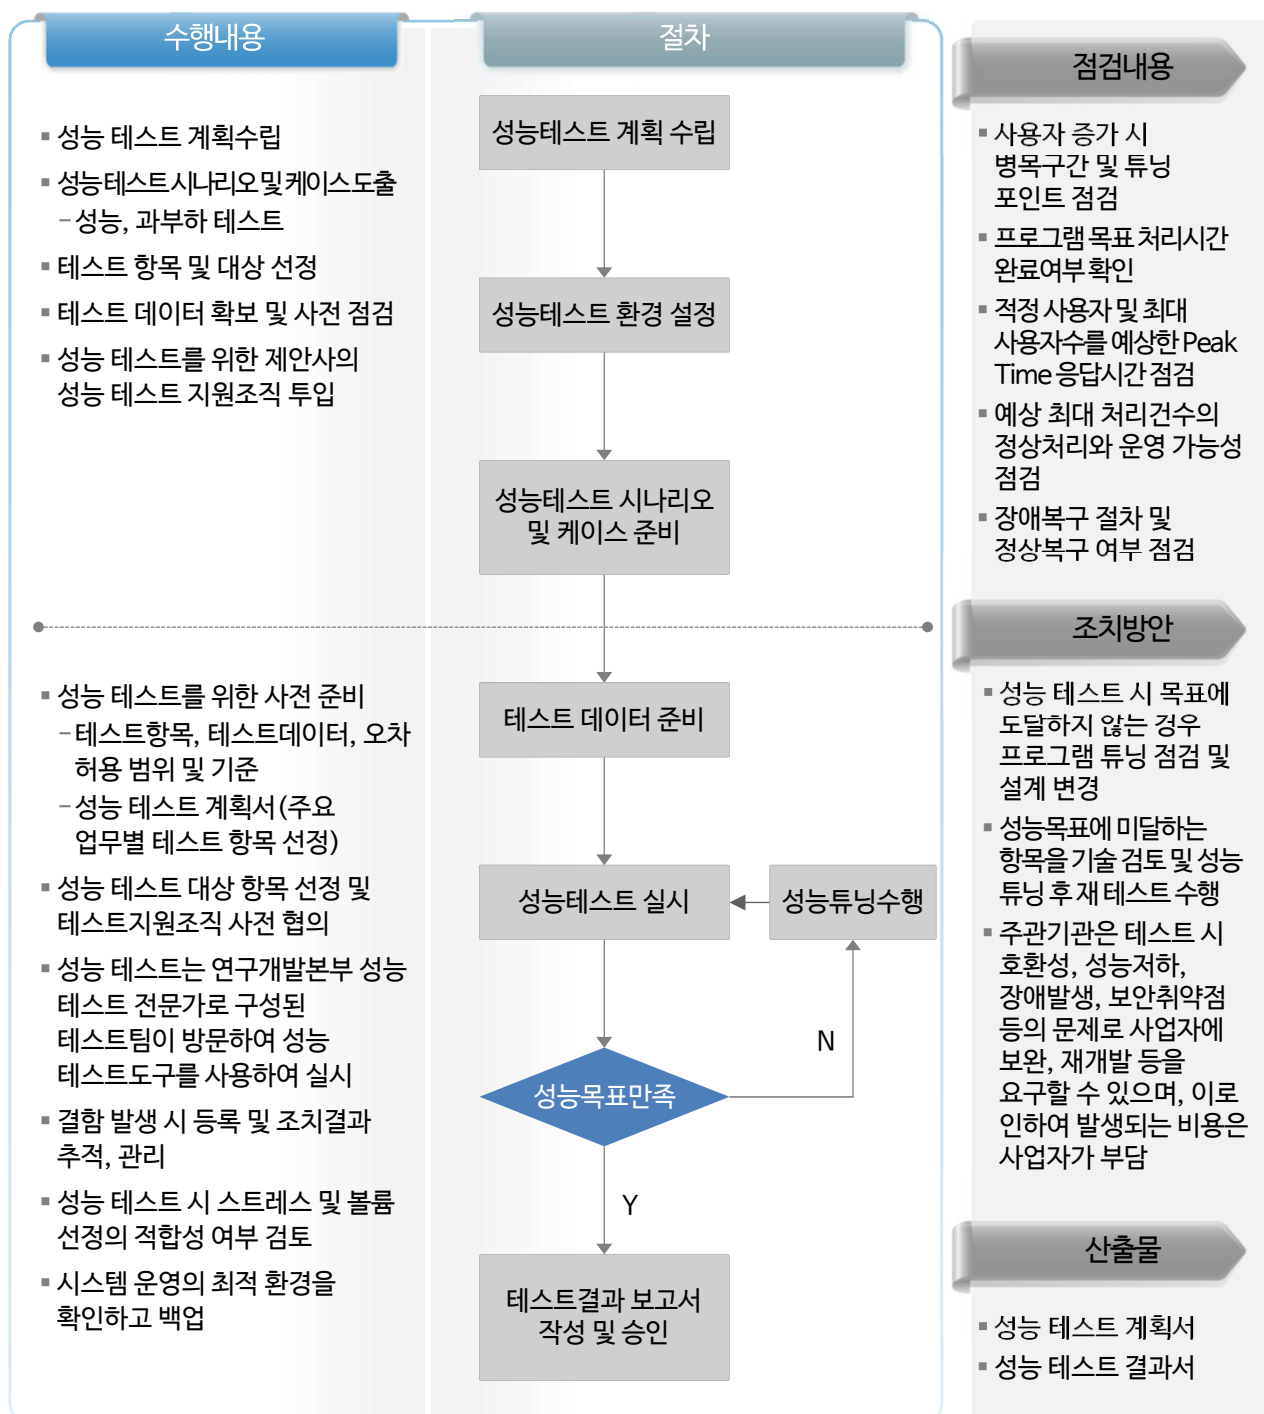 수행내용
▪ 성능 테스트 계획수립
▪ 성능테스트시나리오및케이스도출
－성능, 과부하 테스트
▪ 테스트 항목 및 대상 선정
▪ 테스트 데이터 확보 및 사전 점검
▪ 성능 테스트를 위한 제안사의
성능 테스트 지원조직 투입
▪ 성능 테스트를 위한 사전 준비
－테스트항목, 테스트데이터, 오차
허용 범위 및 기준
－성능 테스트 계획서(주요
업무별 테스트 항목 선정)
▪ 성능 테스트 대상 항목 선정 및
테스트지원조직 사전 협의
▪ 성능 테스트는 연구개발본부 성능
테스트 전문가로 구성된
테스트팀이 방문하여 성능
테스트도구를 사용하여 실시
▪ 결함 발생 시 등록 및 조치결과
추적, 관리
▪ 성능 테스트 시 스트레스 및 볼륨
선정의 적합성 여부 검토
▪ 시스템 운영의 최적 환경을
확인하고 백업
절차
성능테스트 계획 수립
성능테스트 환경 설정
성능테스트 시나리오
및 케이스 준비
테스트 데이터 준비
성능테스트 실시
성능튜닝수행
N
성능목표만족
Y
테스트결과 보고서
작성 및 승인
점검내용
▪ 사용자 증가 시
병목구간 및 튜닝
포인트 점검
▪ 프로그램 목표 처리시간
완료여부 확인
▪ 적정 사용자 및 최대
사용자수를 예상한 Peak
Time 응답시간 점검
▪ 예상 최대 처리건수의
정상처리와 운영 가능성
점검
▪ 장애복구 절차 및
정상복구 여부 점검
조치방안
▪ 성능 테스트 시 목표에
도달하지 않는 경우
프로그램 튜닝 점검 및
설계 변경
▪ 성능목표에 미달하는
항목을 기술 검토 및 성능
튜닝 후 재 테스트 수행
▪ 주관기관은 테스트 시
호환성, 성능저하,
장애발생, 보안취약점
등의 문제로 사업자에
보완, 재개발 등을
요구할 수 있으며, 이로
인하여 발생되는 비용은
사업자가 부담
산출물
▪ 성능 테스트 계획서
▪ 성능 테스트 결과서